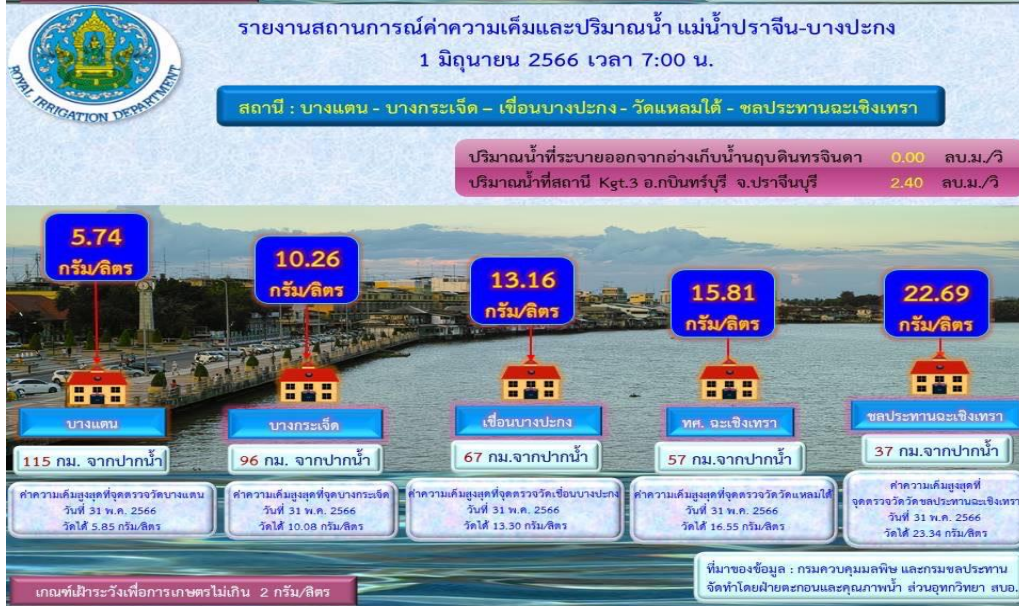 รายงานสถานการณ์ค่าความเค็มและปริมาณน้ำ แม่น้ำปราจีน-บางปะกง
1 มิถุนายน 2566 เวลา 7:00 น.
ROYAL IRRIGATION DEPARTMENT
สถานี : บางแตน - บางกระเจ็ด – เขื่อนบางปะกง - วัดแหลมใต้ - ชลประทานฉะเชิงเทรา
ปริมาณน้ำที่ระบายออกจากอ่างเก็บน้ำนฤบดินทรจินดา 0.00 ลบ.ม./วิ
ปริมาณน้ำที่สถานี Kgt.3 อ.กบินทร์บุรี จ.ปราจีนบุรี 2.40 ลบ.ม./วิ
5.74
กรัม/ลิตร
10.26
กรัม/ลิตร
13.16
กรัม/ลิตร
15.81
กรัม/ลิตร
22.69
กรัม/ลิตร
บางแตน
บางกระเจ็ด
เขื่อนบางปะกง
ทศ. ฉะเชิงเทรา
ชลประทานฉะเชิงเทรา
115 กม. จากปากน้ำ
96 กม. จากปากน้ำ
67 กม.จากปากน้ำ
57 กม.จากปากน้ำ
37 กม.จากปากน้ำ
ค่าความเค็มสูงสุดที่จุดตรวจวัดบางแตน
วันที่ 31 พ.ค. 2566
วัดได้ 5.85 กรัม/ลิตร
ค่าความเค็มสูงสุดที่จุดบางกระเจ็ด
วันที่ 31 พ.ค. 2566
วัดได้ 10.08 กรัม/ลิตร
ค่าความเค็มสูงสุดที่จุดตรวจวัดเขื่อนบางปะกง
วันที่ 31 พ.ค. 2566
วัดได้ 13.30 กรัม/ลิตร
ค่าความเค็มสูงสุดที่จุดตรวจวัดวัดแหลมใต้
วันที่ 31 พ.ค. 2566
วัดได้ 16.55 กรัม/ลิตร
ค่าความเค็มสูงสุดที่
จุดตรวจวัดวัดชลประทานฉะเชิงเทรา
วันที่ 31 พ.ค. 2566
วัดได้ 23.34 กรัม/ลิตร
ที่มาของข้อมูล : กรมควบคุมมลพิษ และกรมชลประทาน
จัดทำโดยฝ่ายตะกอนและคุณภาพน้ำ ส่วนอุทกวิทยา สบอ.
เกณฑ์เฝ้าระวังเพื่อการเกษตรไม่เกิน 2 กรัม/ลิตร